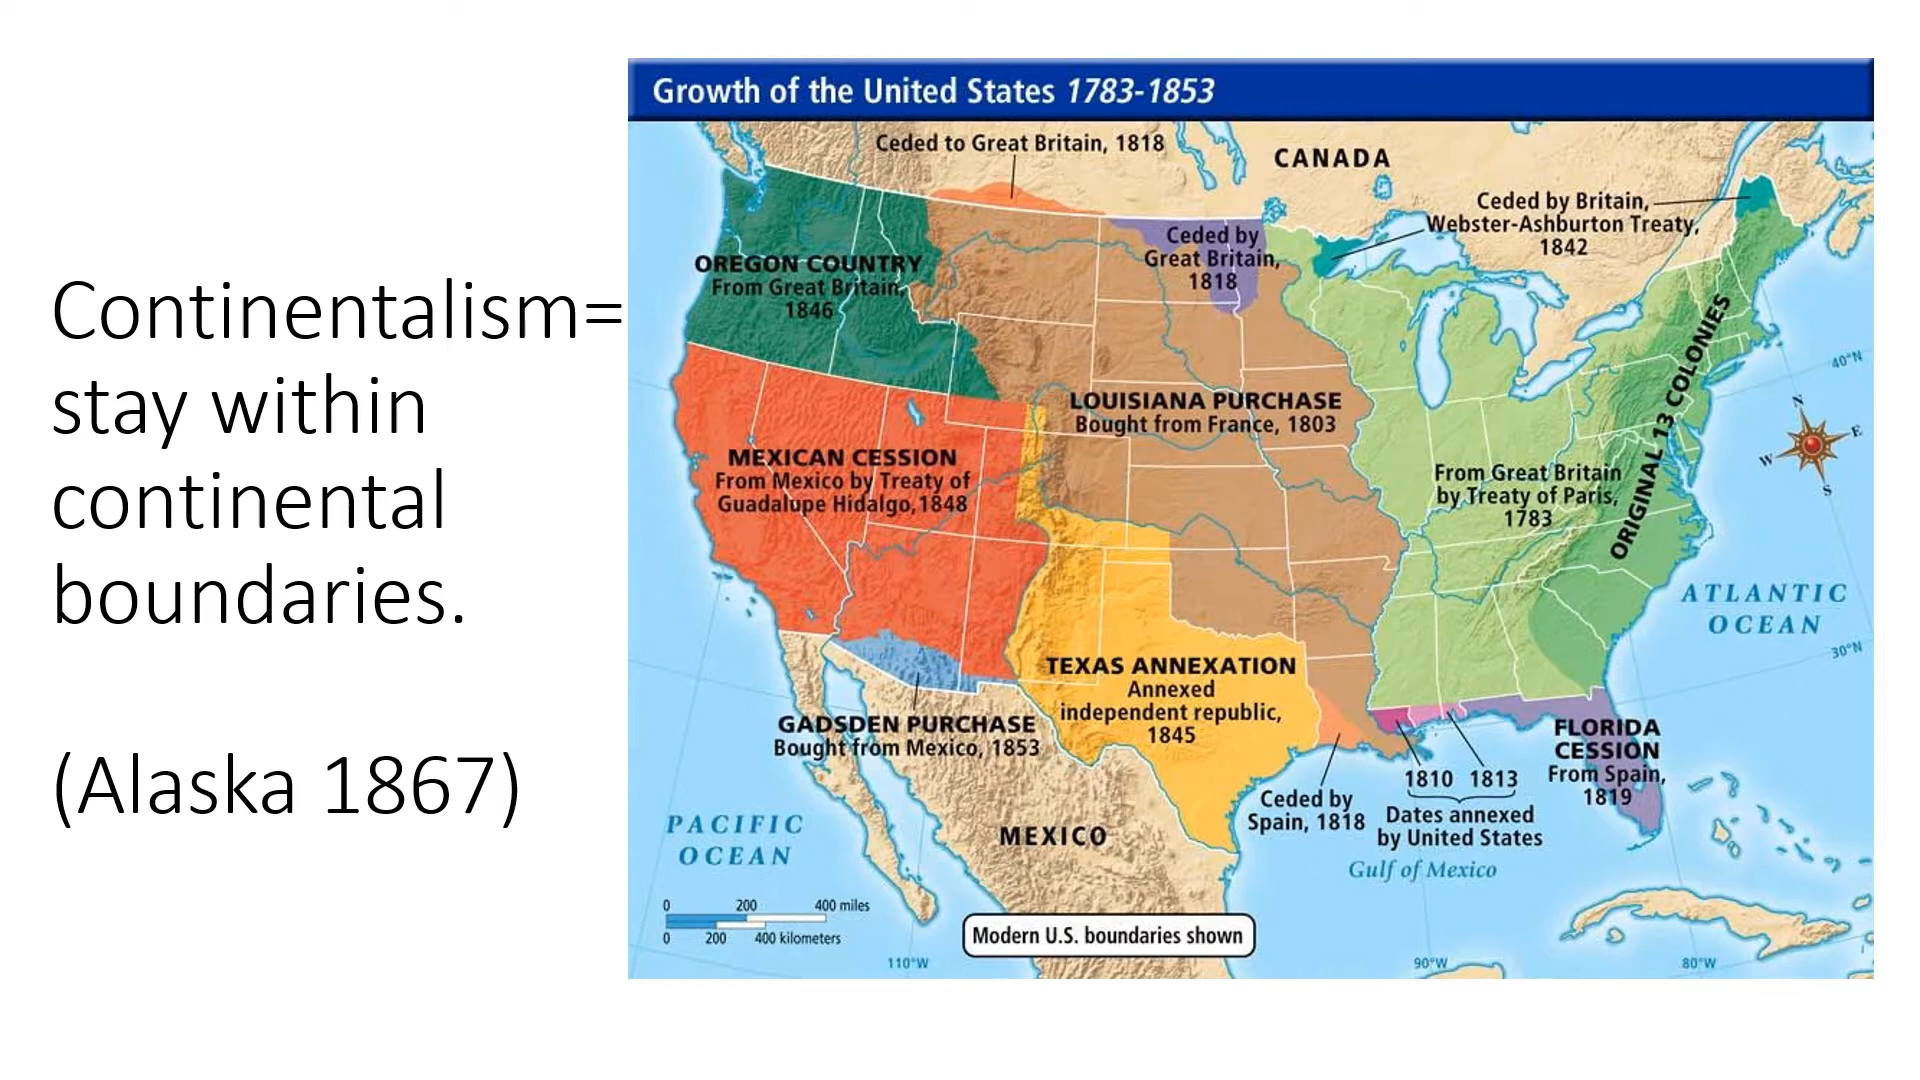 Continentalism=
stay within
continental
boundaries.
(Alaska 1867)
Growth of the United States 1783-1853
Ceded to Great Britain, 1818
CANADA
Ceded by Britain,
Webster-Ashburton Treaty,
1842
Ceded by
Great Britain,
1818
OREGON COUNTRY
From Great Britain,
1846
ORIGINAL 13 COLONIES
40°N
N
E
W
S
LOUISIANA PURCHASE
Bought from France, 1803
MEXICAN CESSION
From Mexico by Treaty of
Guadalupe Hidalgo,1848
From Great Britain
by Treaty of Paris,
1783
ATLANTIC
OCEAN
30°N
TEXAS ANNEXATION
Annexed
independent republic,
1845
GADSDEN PURCHASE
Bought from Mexico, 1853
FLORIDA
CESSION
From Spain,
1819
1810 1813
Dates annexed
by United States
Ceded by
Spain, 1818
PACIFIC
OCEAN
MEXICO
Gulf of Mexico
0 200 400 miles
0 200 400 kilometers
Modern U.S. boundaries shown
110°W
90°W
80°W